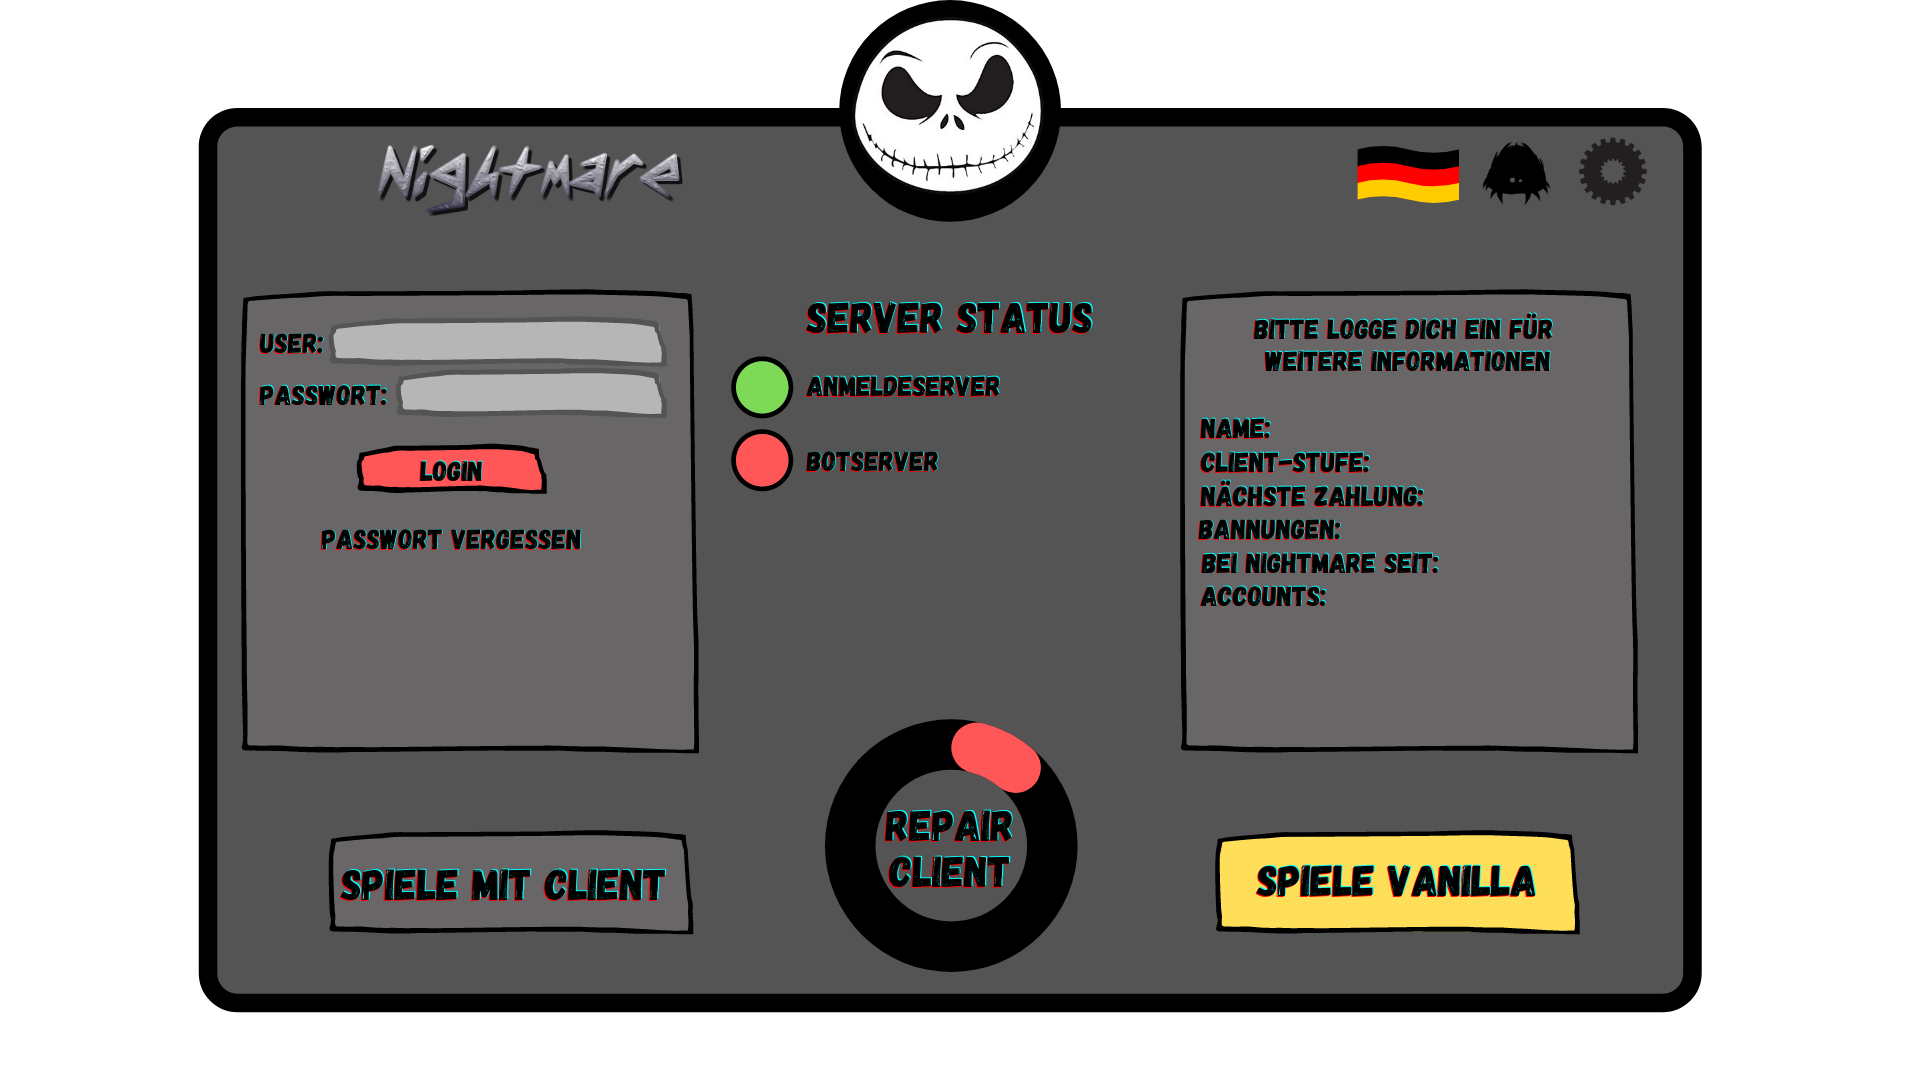 Nightmare
USER:
PASSWORT:
LOGIN
PASSWORT VERGESSEN
SERVER STATUS
ANMELDESERVER
BOTSERVER
BITTE LOGGE DICH EIN FÜR
WEITERE INFORMATIONEN
NAME:
CLIENT-STUFE:
NÄCHSTE ZAHLUNG:
BANNUNGEN:
BEI NIGHTMARE SEIT:
ACCOUNTS:
SPIELE MIT CLIENT
REPAIR
CLIENT
SPIELE VANILLA